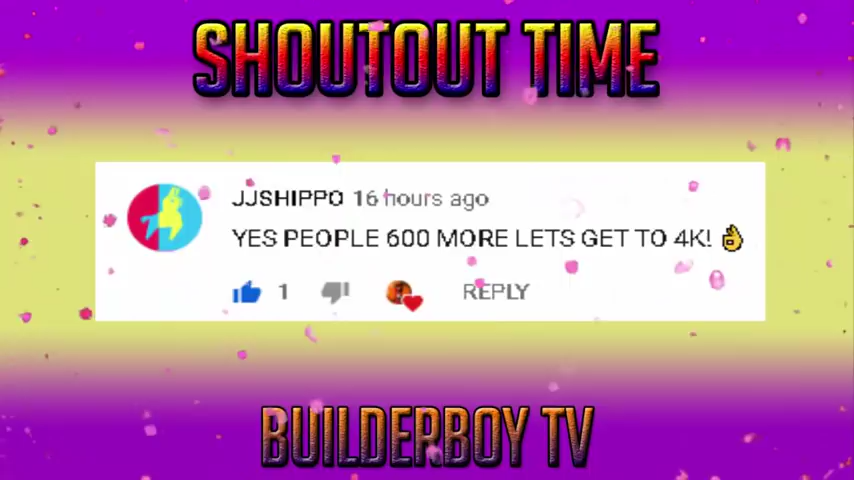 SHOUTOUT TIME
JJSHIPPO 16 hours ago
YES PEOPLE 600 MORE LETS GET TO 4K! 👌
1 REPLY
BUILDERBOY TV